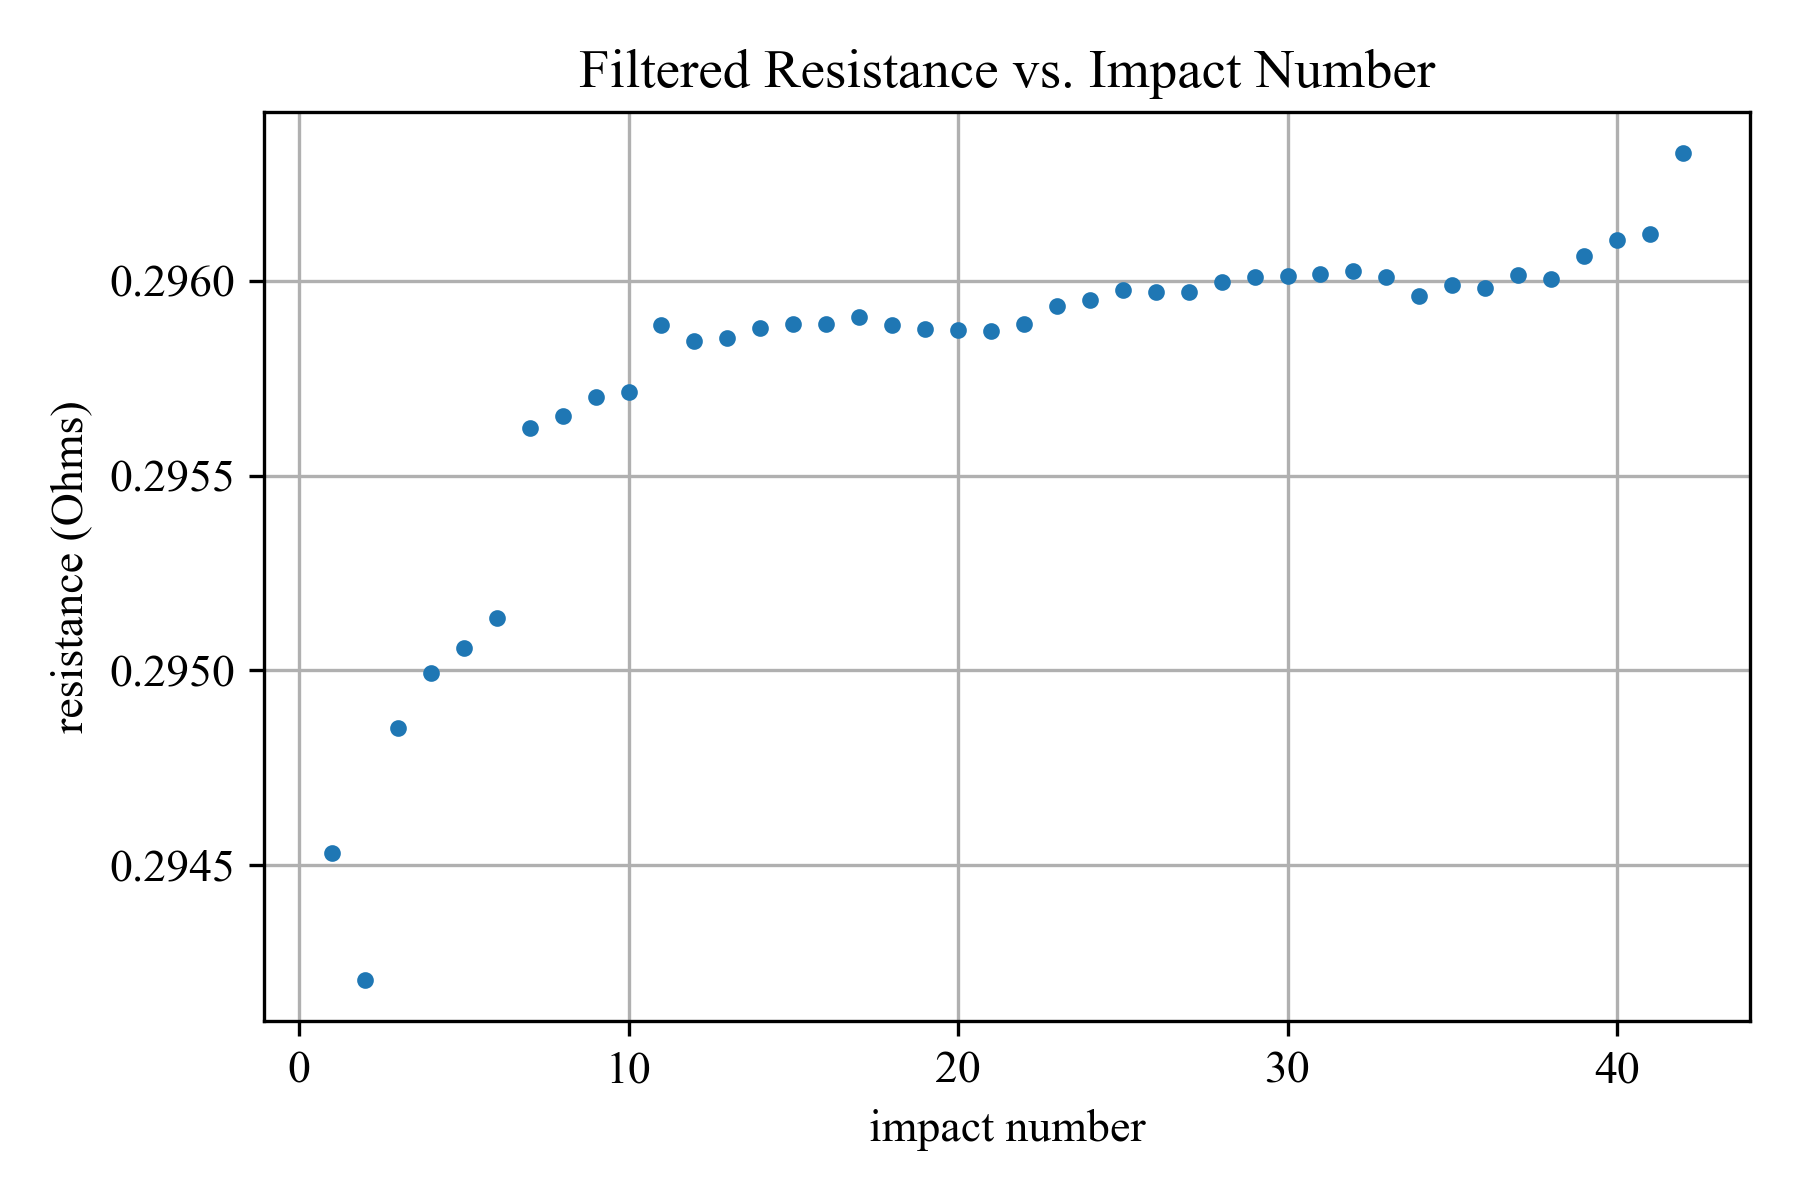 Filtered Resistance vs. Impact Number
resistance (Ohms)
0.2960
0.2955
0.2950
0.2945
0 10 20 30 40
impact number